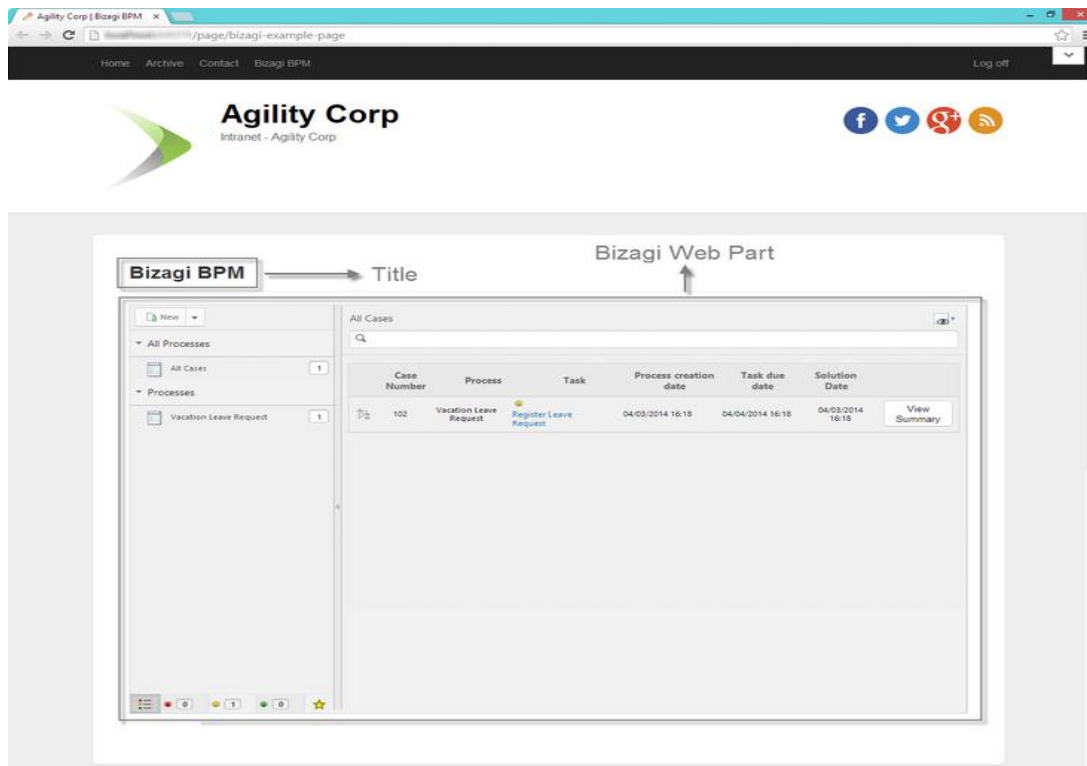 Agility Corp | Bizagi BPM
/page/bizagi-example-page
Home Archive Contact Bizagi BPM Log off
Agility Corp
Intranet - Agility Corp
Bizagi Web Part
Bizagi BPM Title
New
All Cases
All Processes
All Cases 1
Processes
Vacation Leave Request 1
Case Number Process Task Process creation date Task due date Solution Date
102 Vacation Leave Request Register Leave Request 04/03/2014 16:18 04/04/2014 16:18 04/03/2014 16:18 View Summary
0 1 0